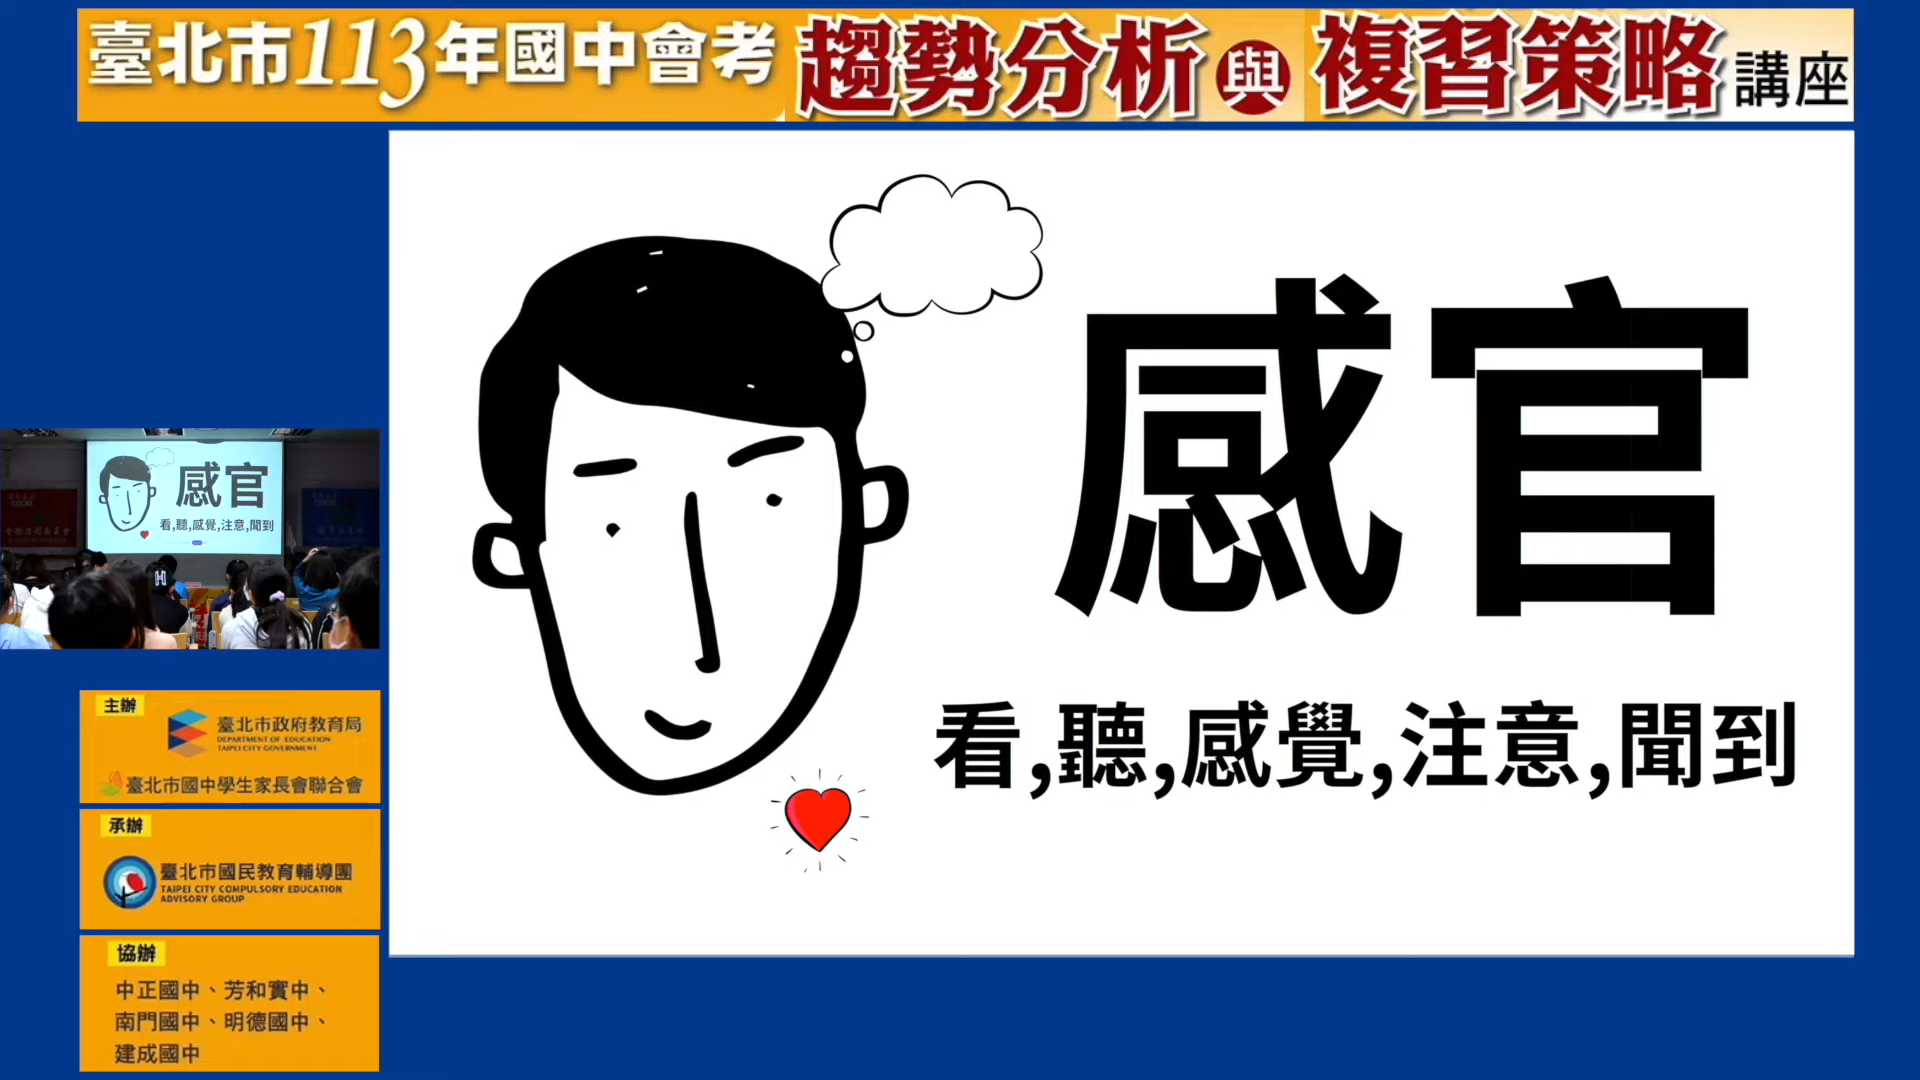 臺北市113年國中會考 趨勢分析與複習策略講座
感官
看,聽,感覺,注意,聞到
感官
看,聽,感覺,注意,聞到
主辦
臺北市政府教育局
DEPARTMENT OF EDUCATION
TAIPEI CITY GOVERNMENT
臺北市國中學生家長會聯合會
承辦
臺北市國民教育輔導團
TAIPEI CITY COMPULSORY EDUCATION
ADVISORY GROUP
協辦
中正國中、芳和實中、
南門國中、明德國中、
建成國中